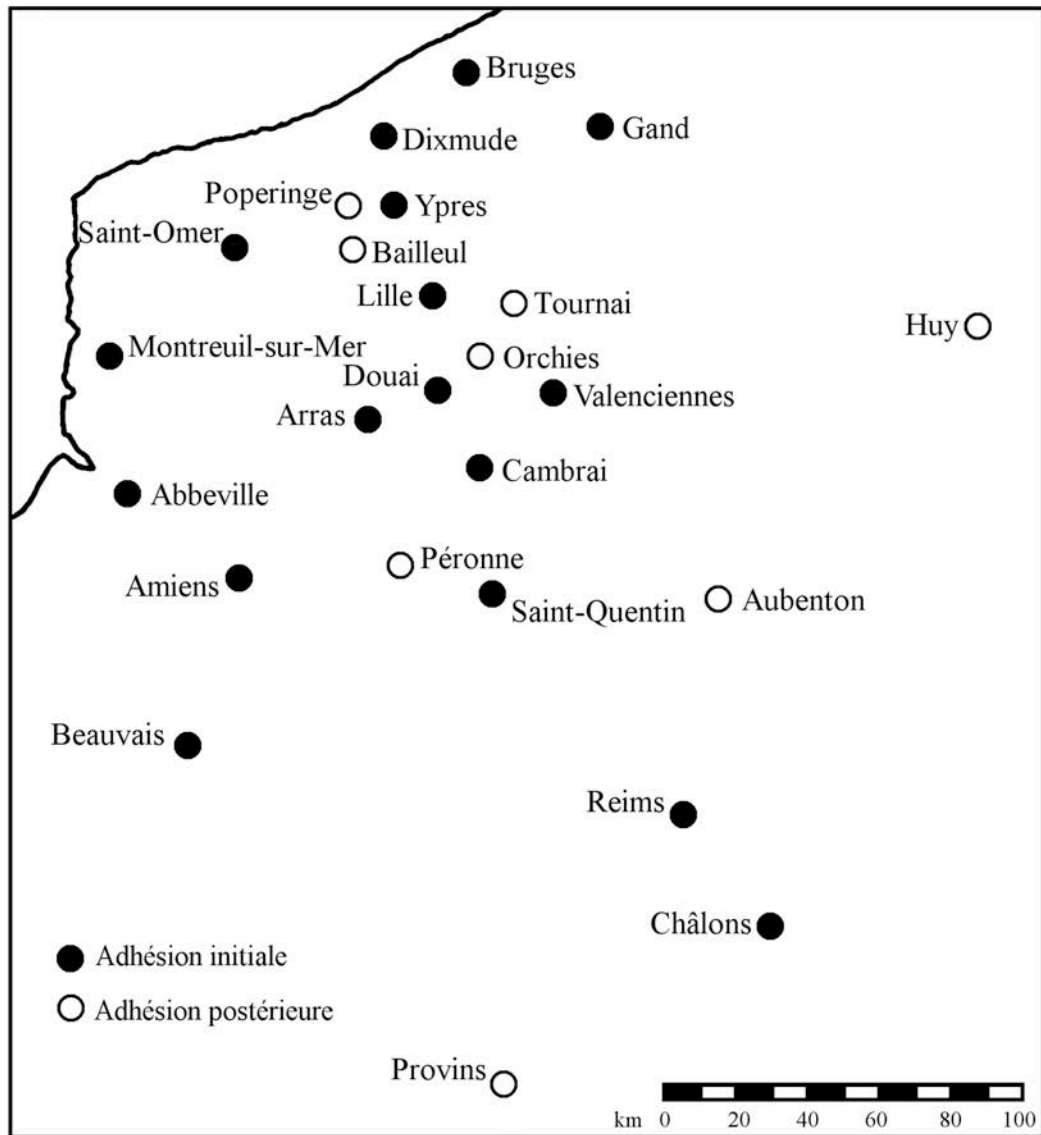 Bruges
Gand
Dixmude
Poperinge
Ypres
Saint-Omer
Bailleul
Lille
Tournai
Huy
Montreuil-sur-Mer
Orchies
Douai
Valenciennes
Arras
Cambrai
Abbeville
Péronne
Amiens
Saint-Quentin
Aubenton
Beauvais
Reims
Châlons
Adhésion initiale
Adhésion postérieure
Provins
km 0 20 40 60 80 100